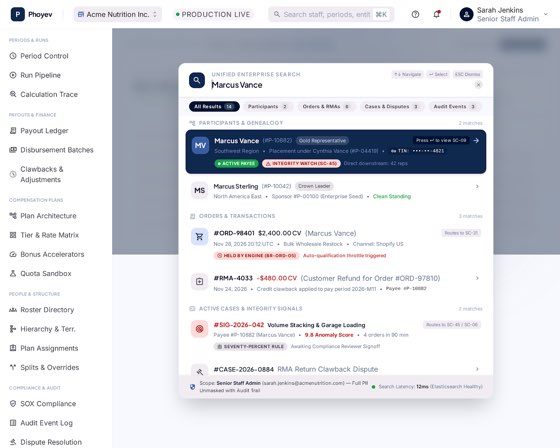 P Phoyev
Acme Nutrition Inc.
PRODUCTION LIVE
Search staff, periods, entit
⌘K
Sarah Jenkins
Senior Staff Admin
PERIODS & RUNS
Period Control
Run Pipeline
Calculation Trace
PAYOUTS & FINANCE
Payout Ledger
Disbursement Batches
Clawbacks &
Adjustments
COMPENSATION PLANS
Plan Architecture
Tier & Rate Matrix
Bonus Accelerators
Quota Sandbox
PEOPLE & STRUCTURE
Roster Directory
Hierarchy & Terr.
Plan Assignments
Splits & Overrides
COMPLIANCE & AUDIT
SOX Compliance
Audit Event Log
Dispute Resolution
UNIFIED ENTERPRISE SEARCH
↑↓ Navigate
↵ Select
ESC Dismiss
Marcus Vance
All Results 14
Participants 2
Orders & RMAs 6
Cases & Disputes 3
Audit Events 3
PARTICIPANTS & GENEALOGY
2 matches
MV
Marcus Vance (#P-10882) Gold Representative
Press ↵ to view SC-09
Southwest Region • Placement under Cynthia Vance (#P-04419) • TIN: •••-••-4021
ACTIVE PAYEE
INTEGRITY WATCH (SC-45)
Direct downstream: 42 reps
MS
Marcus Sterling (#P-10042) Crown Leader
North America East • Sponsor #P-00100 (Enterprise Seed) • Clean Standing
ORDERS & TRANSACTIONS
3 matches
#ORD-98401 $2,400.00 CV (Marcus Vance)
Routes to SC-31
Nov 28, 2026 20:12 UTC • Bulk Wholesale Restock • Channel: Shopify US
HELD BY ENGINE (BR-ORD-05)
Auto-qualification throttle triggered
#RMA-4033 -$480.00 CV (Customer Refund for Order #ORD-97810)
Nov 24, 2026 • Credit clawback applied to pay period 2026-M11 • Payee #P-10882
ACTIVE CASES & INTEGRITY SIGNALS
2 matches
#SIG-2026-042 Volume Stacking & Garage Loading
Routes to SC-45 / SC-06
Payee #P-10882 (Marcus Vance) • 9.8 Anomaly Score • 4 orders in 90 min
SEVENTY-PERCENT RULE
Awaiting Compliance Reviewer Signoff
#CASE-2026-0884 RMA Return Clawback Dispute
Scope: Senior Staff Admin (sarah.jenkins@acmenutrition.com) — Full PII
Unmasked with Audit Trail
Search Latency: 12ms (Elasticsearch Healthy)